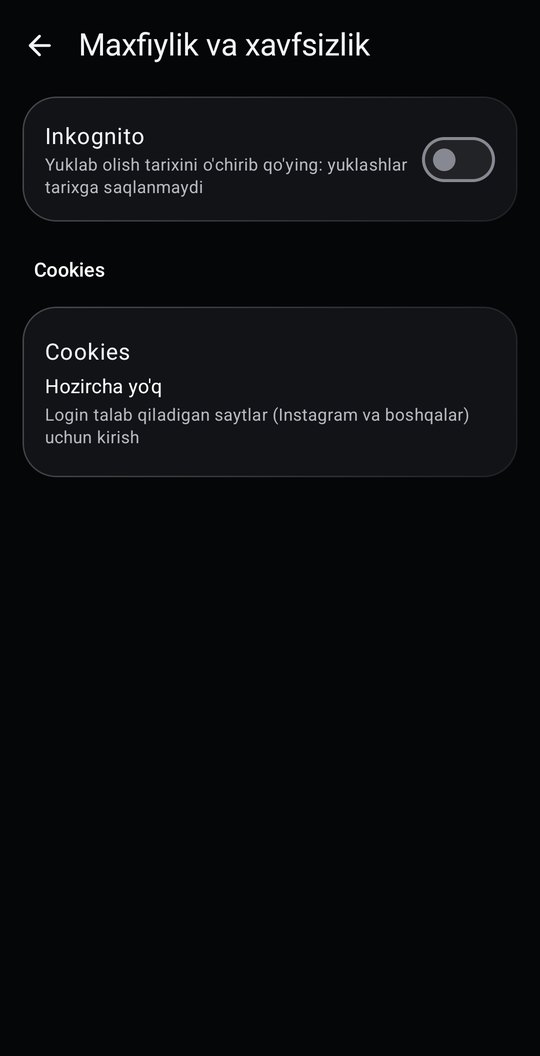 Maxfiylik va xavfsizlik
Inkognito
Yuklab olish tarixini o'chirib qo'ying: yuklashlar
tarixga saqlanmaydi
Cookies
Cookies
Hozircha yo'q
Login talab qiladigan saytlar (Instagram va boshqalar)
uchun kirish